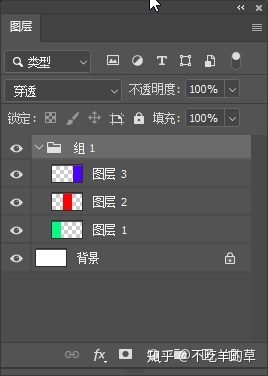 图层
类型
穿透 不透明度: 100%
锁定: 填充: 100%
组 1
图层 3
图层 2
图层 1
背景
fx
知乎 @不吃羊的草